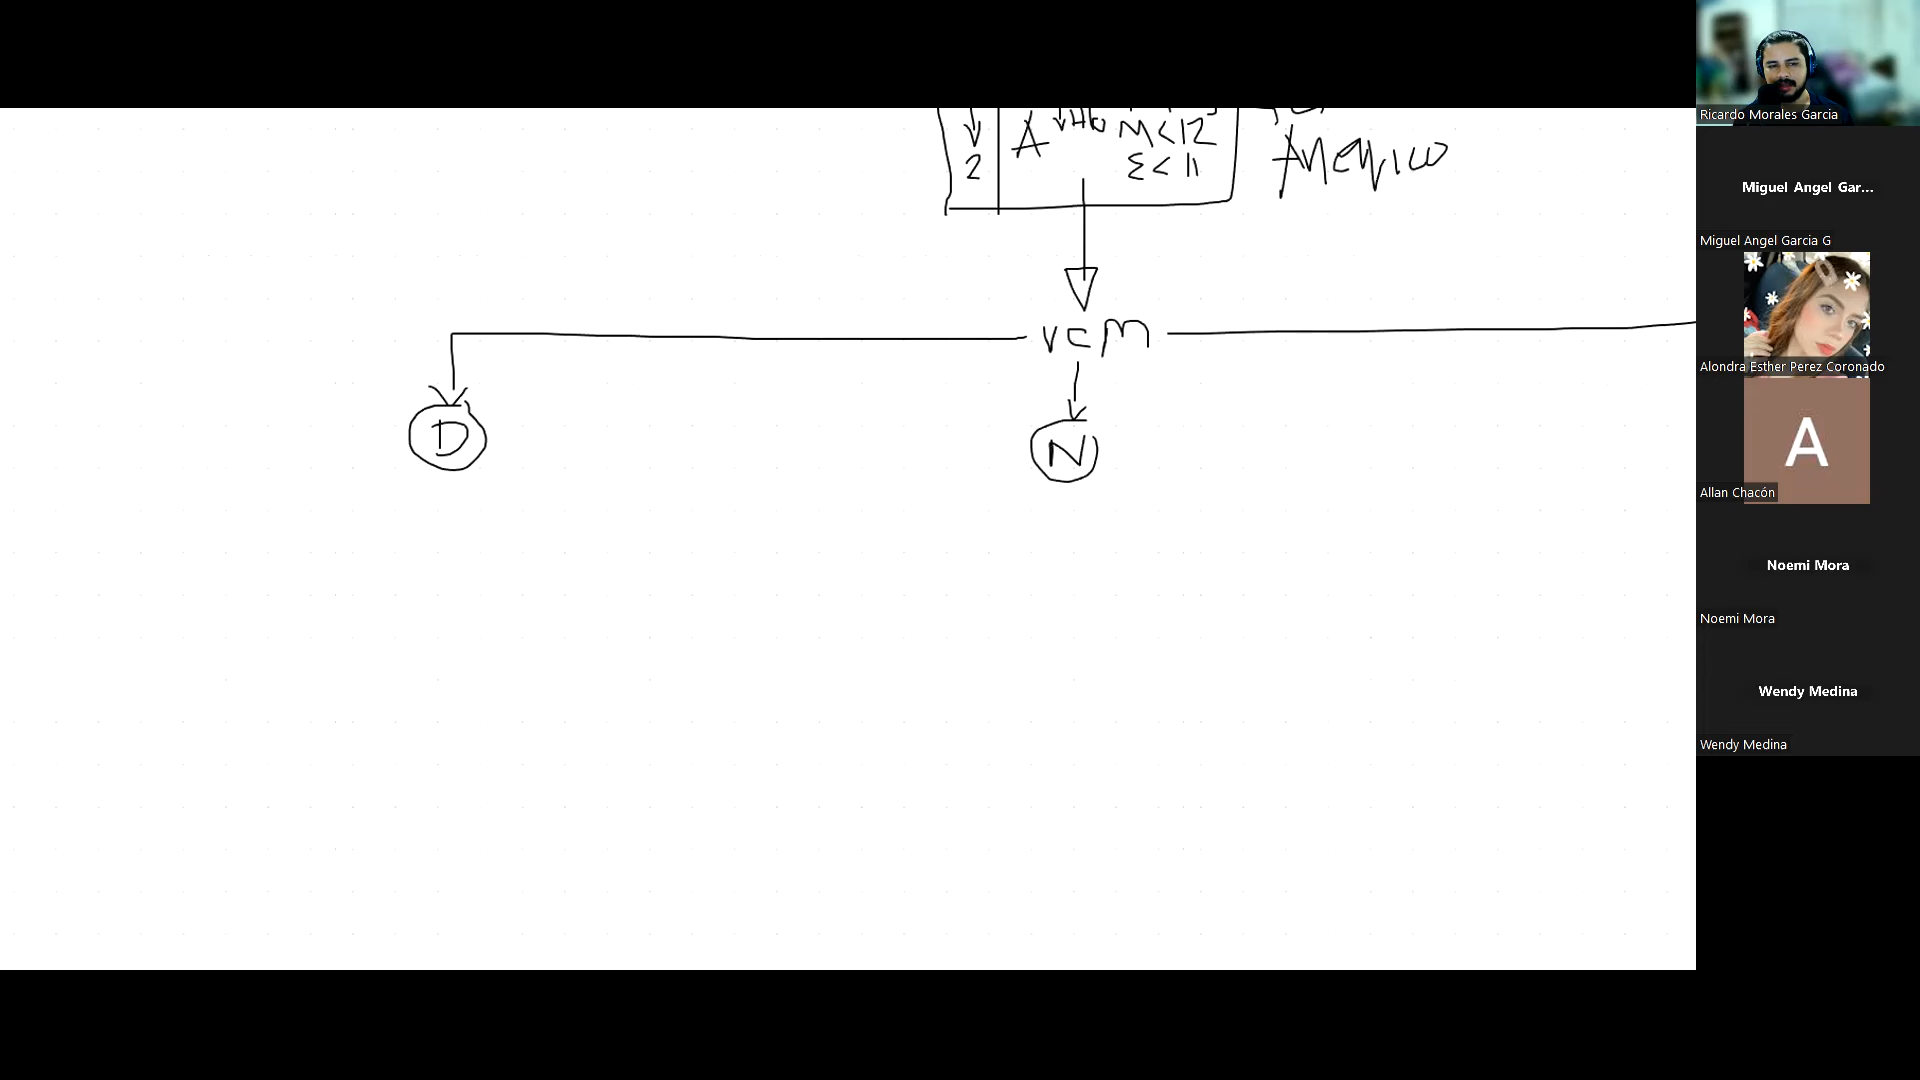 V
2
A
M<12
Σ< 11
Anémico
VCM
D
N
Ricardo Morales Garcia
Miguel Angel Gar...
Miguel Angel Garcia G
Alondra Esther Perez Coronado
A
Allan Chacón
Noemi Mora
Noemi Mora
Wendy Medina
Wendy Medina